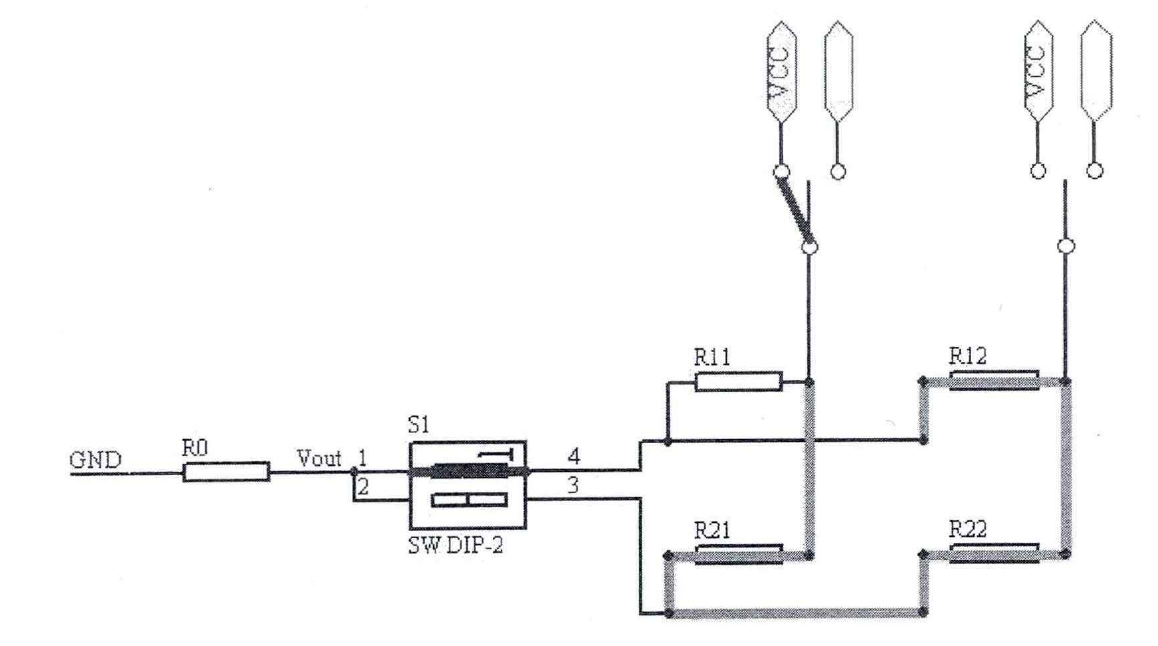 VCC
VCC
R11
R12
S1
GND
R0
Vout
1
4
2
3
SW DIP-2
R21
R22